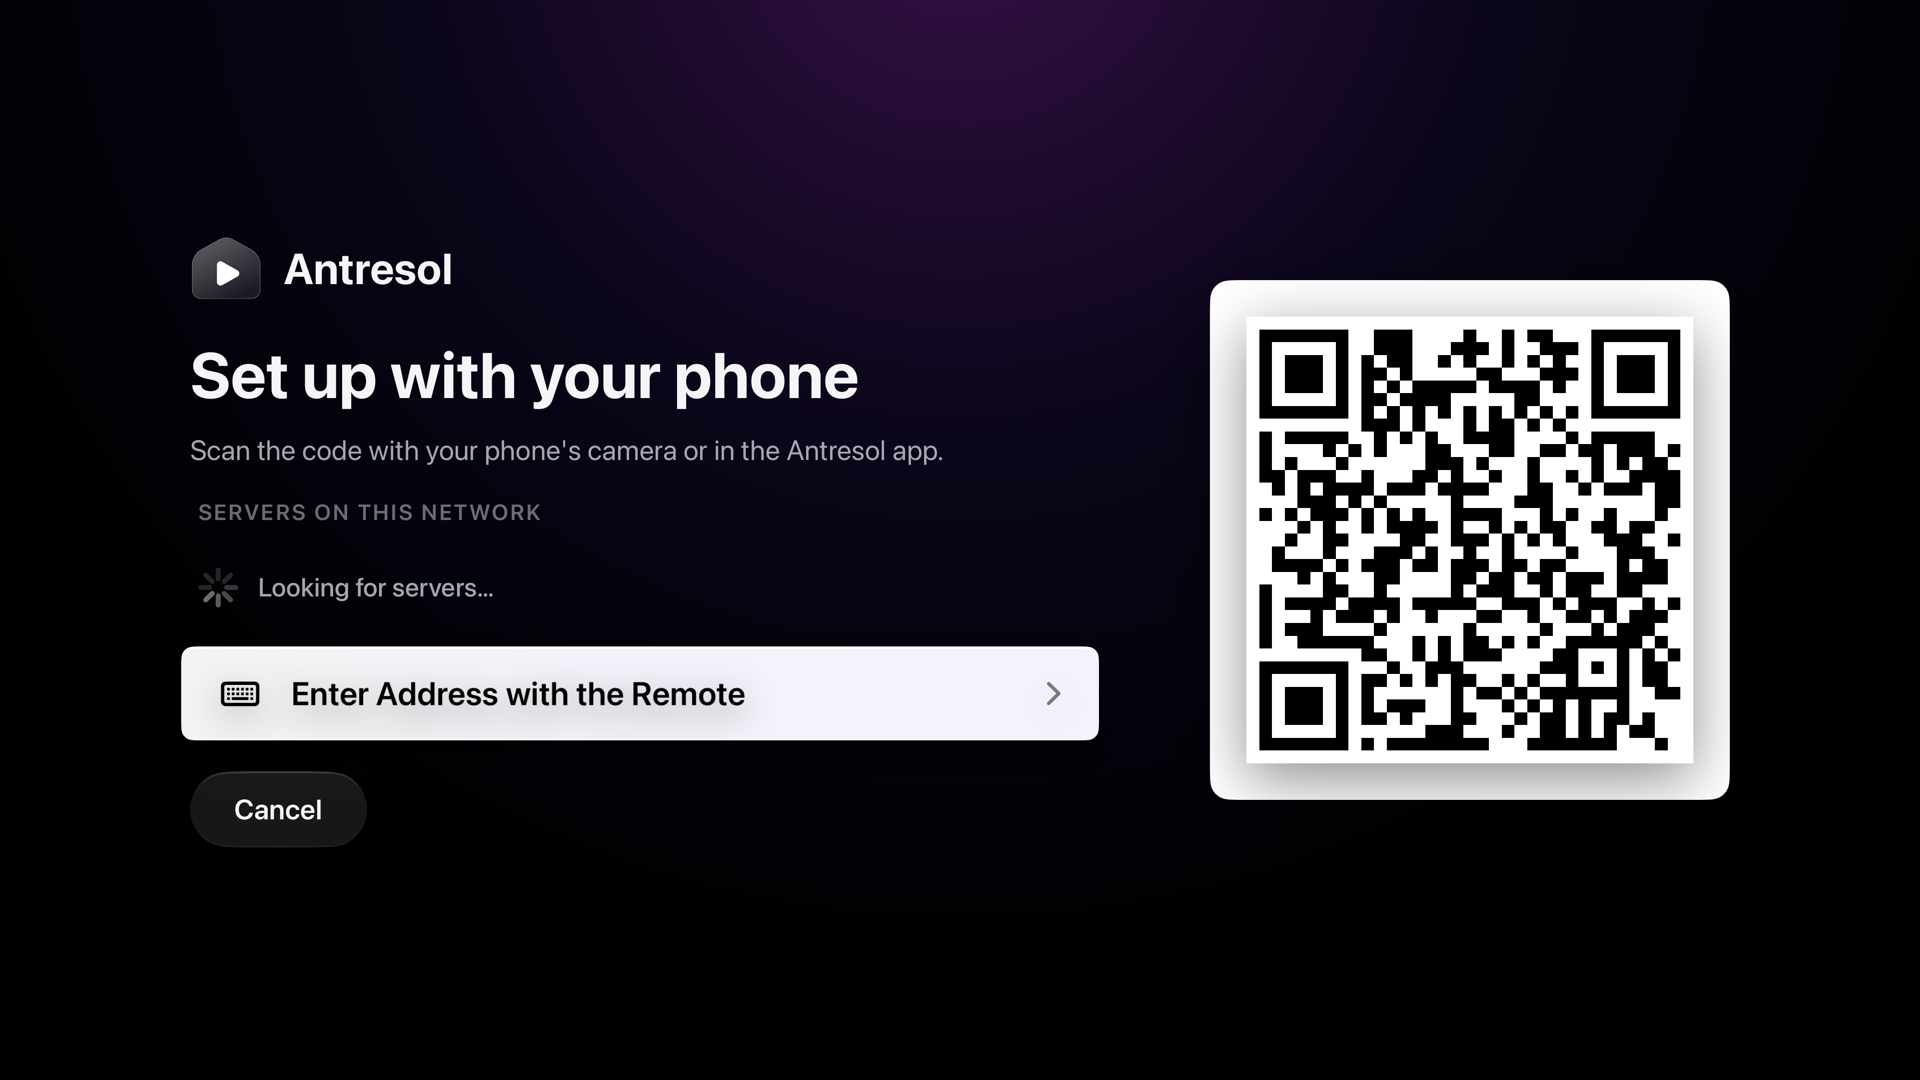 Antresol
Set up with your phone
Scan the code with your phone's camera or in the Antresol app.
SERVERS ON THIS NETWORK
Looking for servers...
Enter Address with the Remote
Cancel